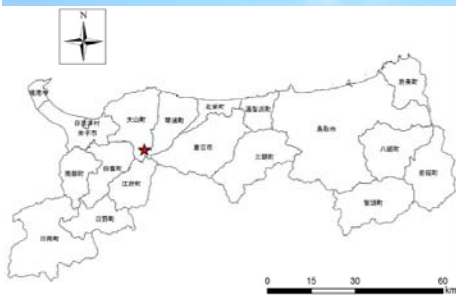 N
岩美町
境港市
北栄町
湯梨浜町
大山町
琴浦町
日吉津村
米子市
鳥取市
倉吉市
八頭町
三朝町
南部町
伯耆町
若桜町
江府町
智頭町
日野町
日南町
0 15 30 45 60
km